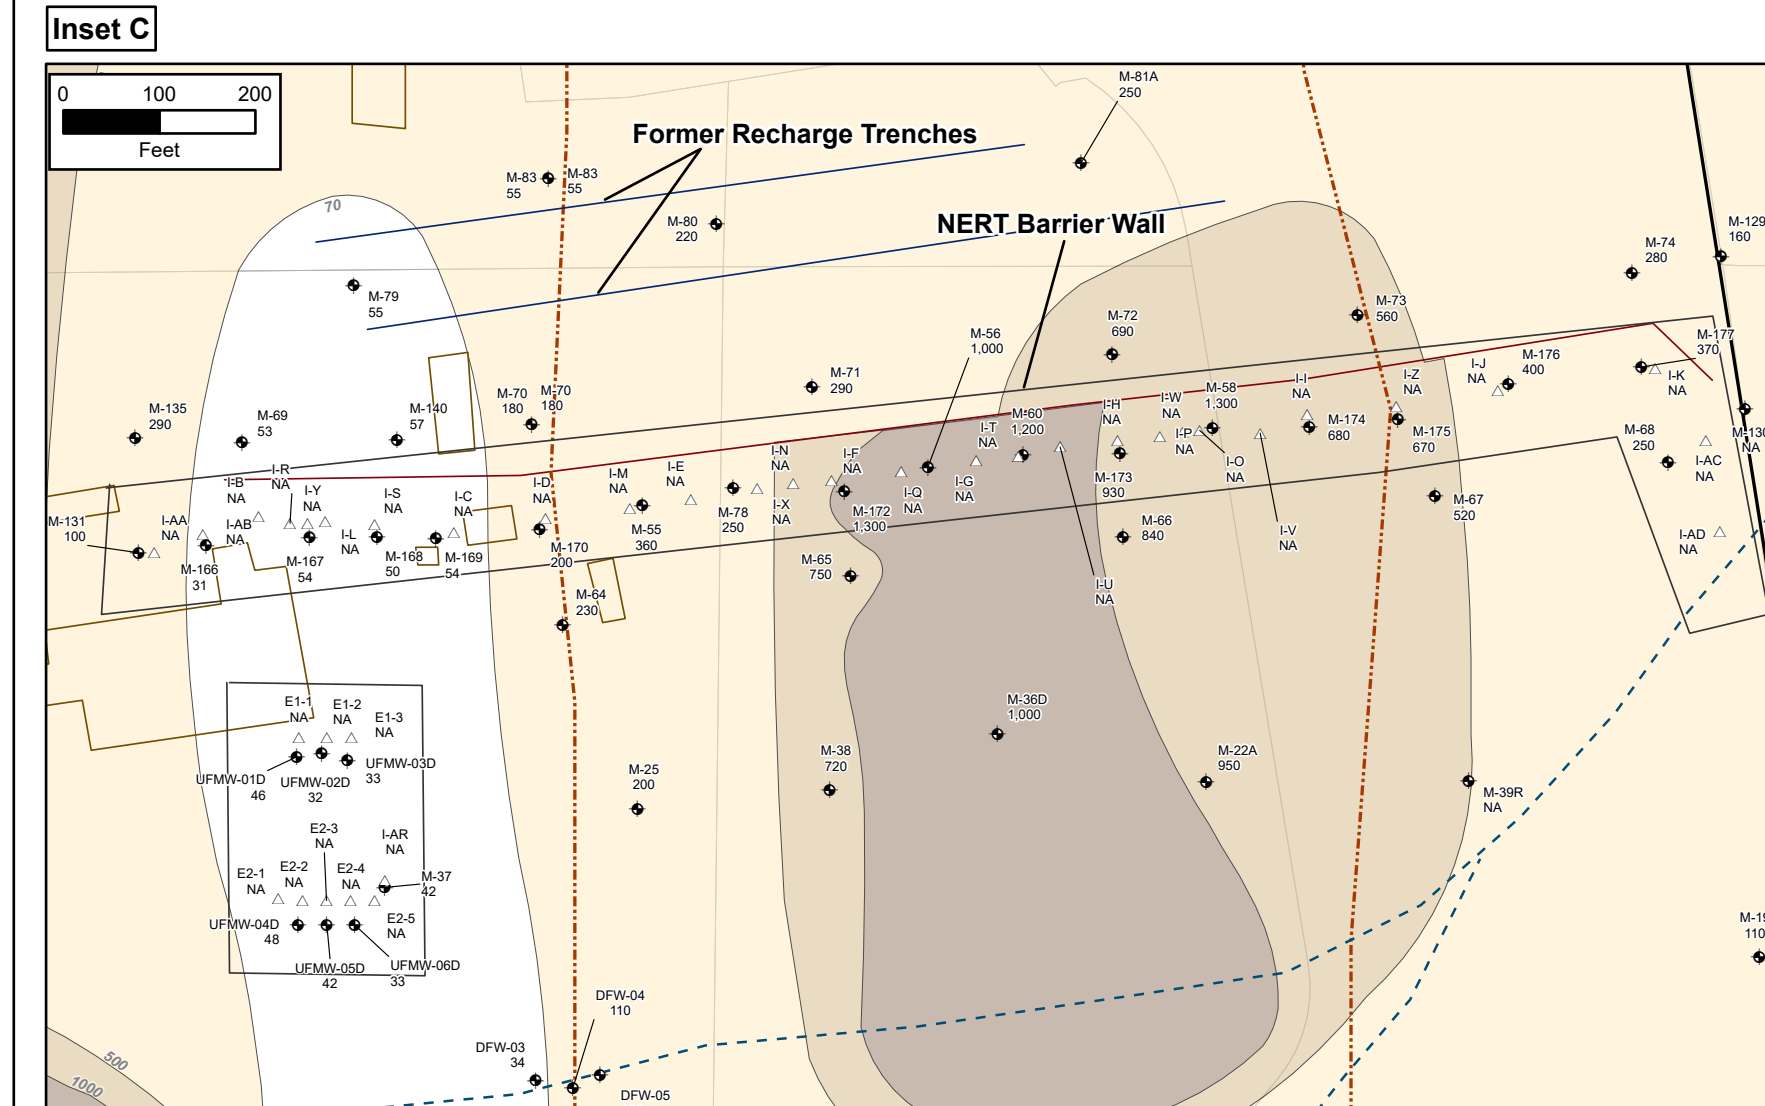 Inset C
0 100 200
Feet
Former Recharge Trenches
NERT Barrier Wall
M-81A
250
M-83
55
M-83
55
M-80
220
70
M-79
55
M-129
160
M-74
280
M-73
560
M-72
690
M-56
1,000
M-177
370
M-71
290
M-176
400
I-J
NA
I-K
NA
I-Z
NA
I-I
NA
M-58
1,300
I-W
NA
I-H
NA
M-60
1,200
I-T
NA
M-70
180
M-70
180
M-135
290
M-69
53
M-140
57
M-174
680
M-175
670
M-68
250
M-130
NA
I-AC
NA
I-P
NA
I-O
NA
I-N
NA
I-F
NA
I-R
NA
I-B
NA
I-Y
NA
I-S
NA
I-C
NA
I-D
NA
I-M
NA
I-E
NA
I-X
NA
I-Q
NA
I-G
NA
M-173
930
M-67
520
M-131
100
I-AA
NA
I-AB
NA
I-L
NA
M-78
250
M-172
1,300
M-55
360
M-66
840
I-V
NA
I-AD
NA
M-166
31
M-167
54
M-168
50
M-169
54
M-170
200
M-65
750
I-U
NA
M-64
230
E1-1
NA
E1-2
NA
E1-3
NA
M-36D
1,000
UFMW-01D
46
UFMW-02D
32
UFMW-03D
33
M-25
200
M-38
720
M-22A
950
M-39R
NA
E2-3
NA
I-AR
NA
E2-1
NA
E2-2
NA
E2-4
NA
M-37
42
UFMW-04D
48
E2-5
NA
UFMW-05D
42
UFMW-06D
33
M-19
110
DFW-04
110
DFW-03
34
DFW-05
500
1000